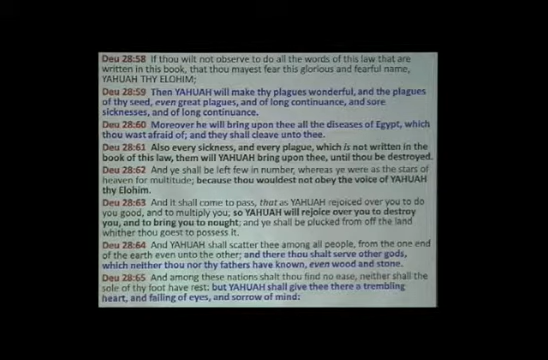 Deu 28:58 If thou wilt not observe to do all the words of this law that are
written in this book, that thou mayest fear this glorious and fearful name,
YAHUAH THY ELOHIM;
Deu 28:59 Then YAHUAH will make thy plagues wonderful, and the plagues
of thy seed, even great plagues, and of long continuance, and sore
sicknesses, and of long continuance.
Deu 28:60 Moreover he will bring upon thee all the diseases of Egypt, which
thou wast afraid of; and they shall cleave unto thee.
Deu 28:61 Also every sickness, and every plague, which is not written in the
book of this law, them will YAHUAH bring upon thee, until thou be destroyed.
Deu 28:62 And ye shall be left few in number, whereas ye were as the stars of
heaven for multitude; because thou wouldest not obey the voice of YAHUAH
thy Elohim.
Deu 28:63 And it shall come to pass, that as YAHUAH rejoiced over you to do
you good, and to multiply you; so YAHUAH will rejoice over you to destroy
you, and to bring you to nought; and ye shall be plucked from off the land
whither thou goest to possess it.
Deu 28:64 And YAHUAH shall scatter thee among all people, from the one end
of the earth even unto the other; and there thou shalt serve other gods,
which neither thou nor thy fathers have known, even wood and stone.
Deu 28:65 And among these nations shalt thou find no ease, neither shall the
sole of thy foot have rest: but YAHUAH shall give thee there a trembling
heart, and failing of eyes, and sorrow of mind: